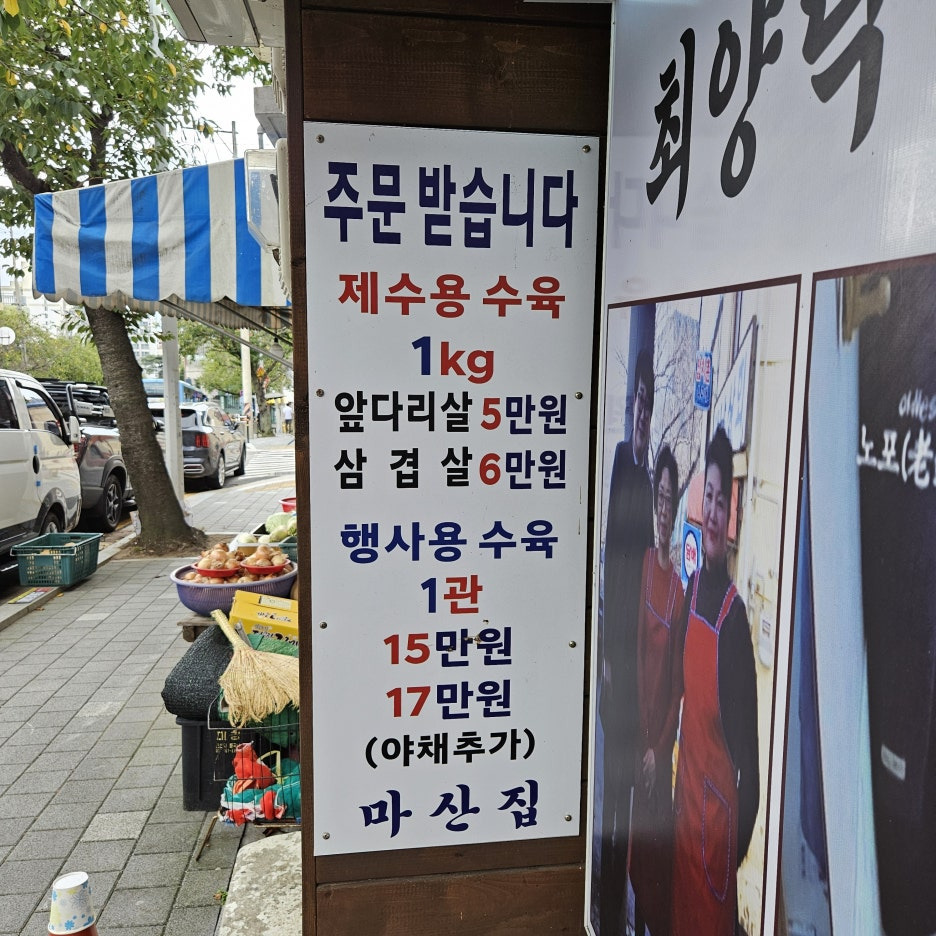 주문 받습니다
제수용 수육
1kg
앞다리살 5만원
삼 겹 살 6만원
행사용 수육
1관
15만원
17만원
(야채추가)
마 산 집
최양
노포(老